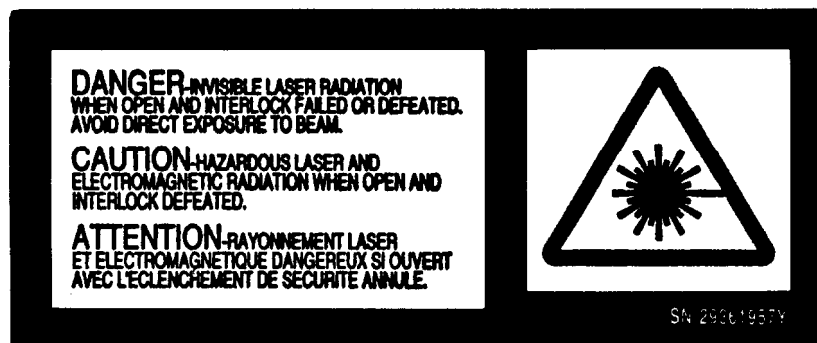 DANGER-INVISIBLE LASER RADIATION
WHEN OPEN AND INTERLOCK FAILED OR DEFEATED.
AVOID DIRECT EXPOSURE TO BEAM.
CAUTION-HAZARDOUS LASER AND
ELECTROMAGNETIC RADIATION WHEN OPEN AND
INTERLOCK DEFEATED.
ATTENTION-RAYONNEMENT LASER
ET ELECTROMAGNETIQUE DANGEREUX SI OUVERT
AVEC L'ECLENCHEMENT DE SECURITE ANNULE.
SN